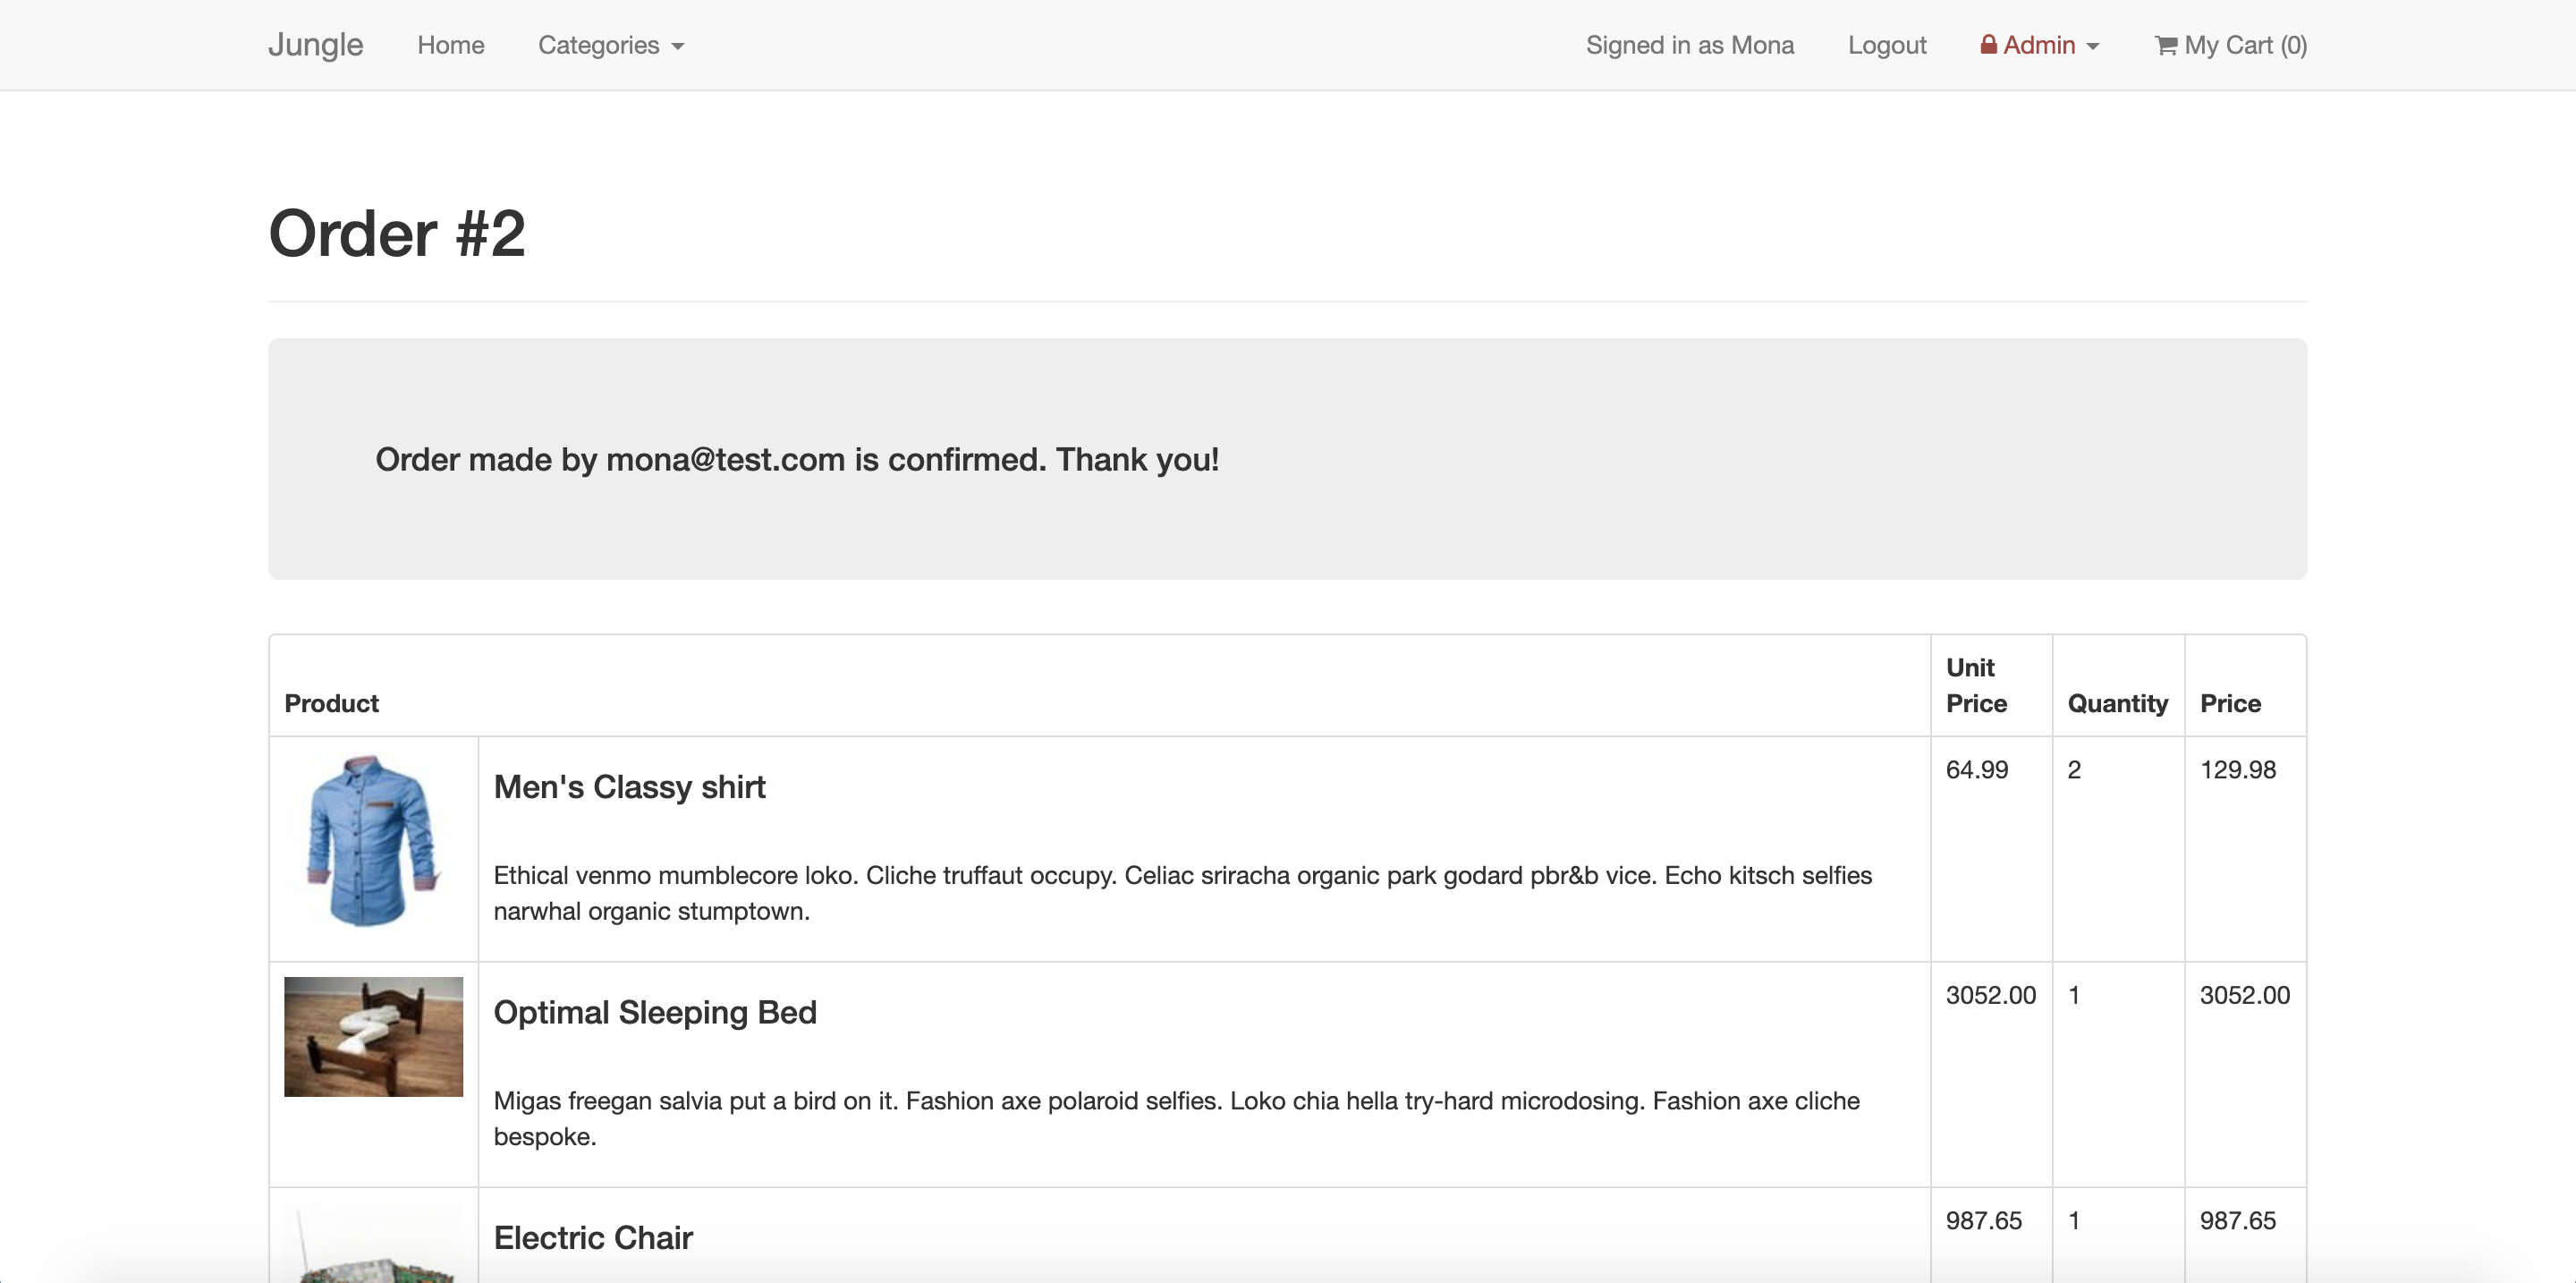 Jungle Home Categories Signed in as Mona Logout Admin My Cart (0)
Order #2
Order made by mona@test.com is confirmed. Thank you!
Product Unit Price Quantity Price
Men's Classy shirt 64.99 2 129.98
Ethical venmo mumblecore loko. Cliche truffaut occupy. Celiac sriracha organic park godard pbr&b vice. Echo kitsch selfies
narwhal organic stumptown.
Optimal Sleeping Bed 3052.00 1 3052.00
Migas freegan salvia put a bird on it. Fashion axe polaroid selfies. Loko chia hella try-hard microdosing. Fashion axe cliche
bespoke.
Electric Chair 987.65 1 987.65